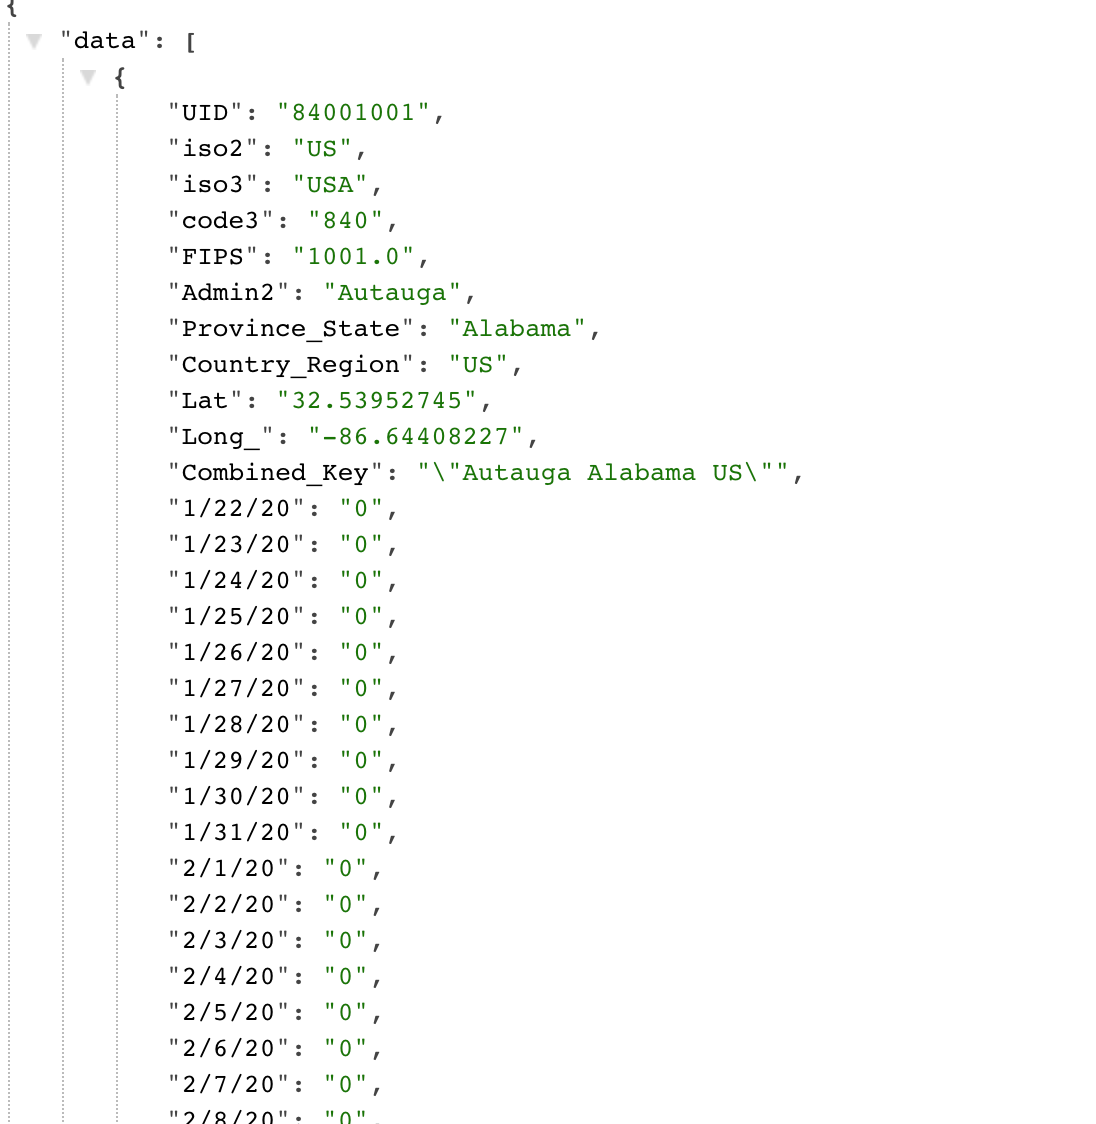 {
"data": [
{
"UID": "84001001",
"iso2": "US",
"iso3": "USA",
"code3": "840",
"FIPS": "1001.0",
"Admin2": "Autauga",
"Province_State": "Alabama",
"Country_Region": "US",
"Lat": "32.53952745",
"Long_": "-86.64408227",
"Combined_Key": "\"Autauga Alabama US\"",
"1/22/20": "0",
"1/23/20": "0",
"1/24/20": "0",
"1/25/20": "0",
"1/26/20": "0",
"1/27/20": "0",
"1/28/20": "0",
"1/29/20": "0",
"1/30/20": "0",
"1/31/20": "0",
"2/1/20": "0",
"2/2/20": "0",
"2/3/20": "0",
"2/4/20": "0",
"2/5/20": "0",
"2/6/20": "0",
"2/7/20": "0",
"2/8/20": "0",